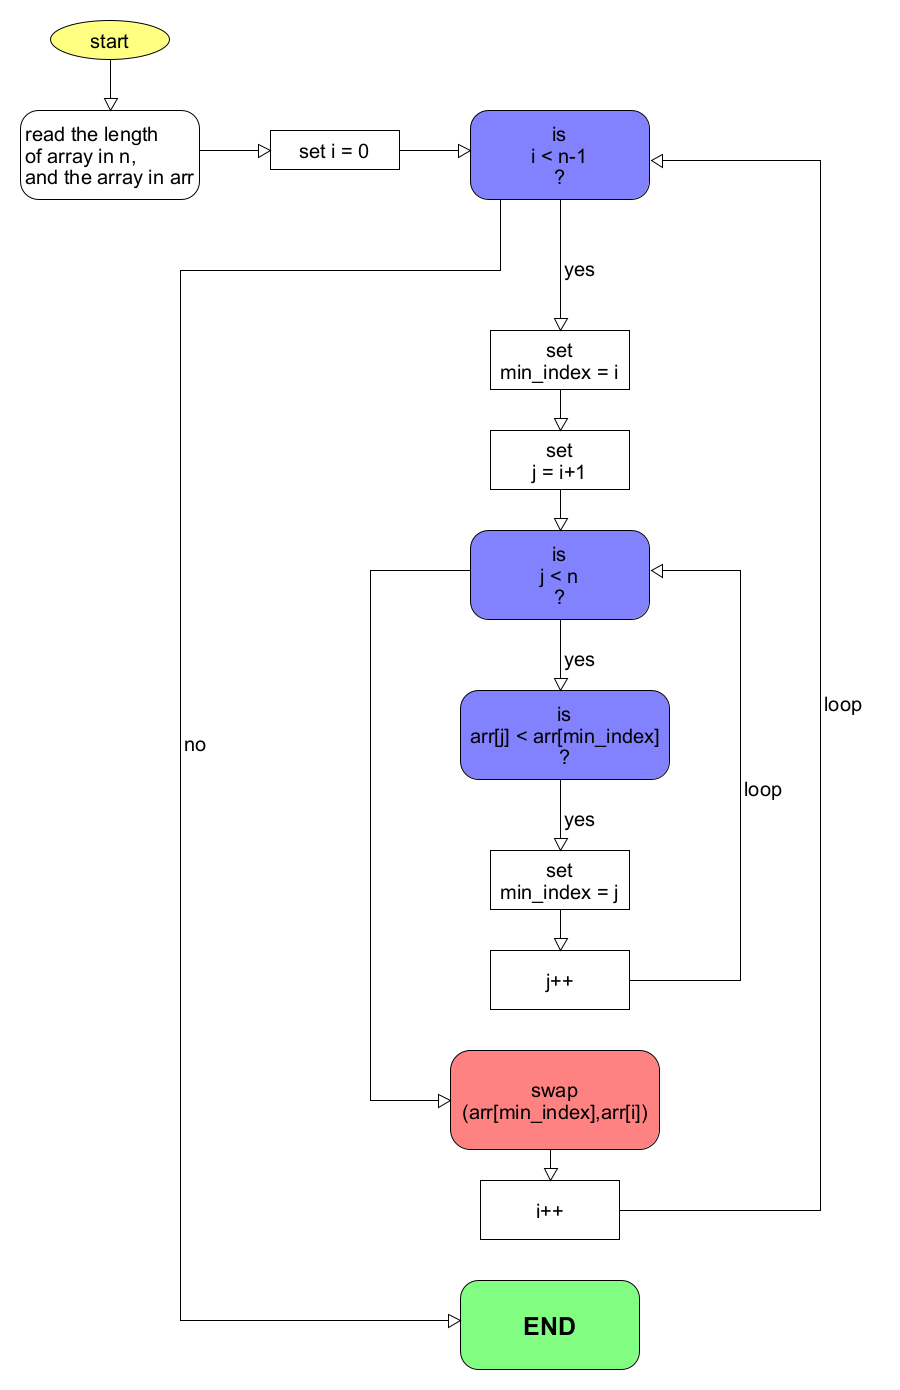 start
read the length
of array in n,
and the array in arr
set i = 0
is
i < n-1
?
yes
set
min_index = i
set
j = i+1
is
j < n
?
yes
is
arr[j] < arr[min_index]
?
yes
set
min_index = j
j++
loop
loop
no
swap
(arr[min_index],arr[i])
i++
END